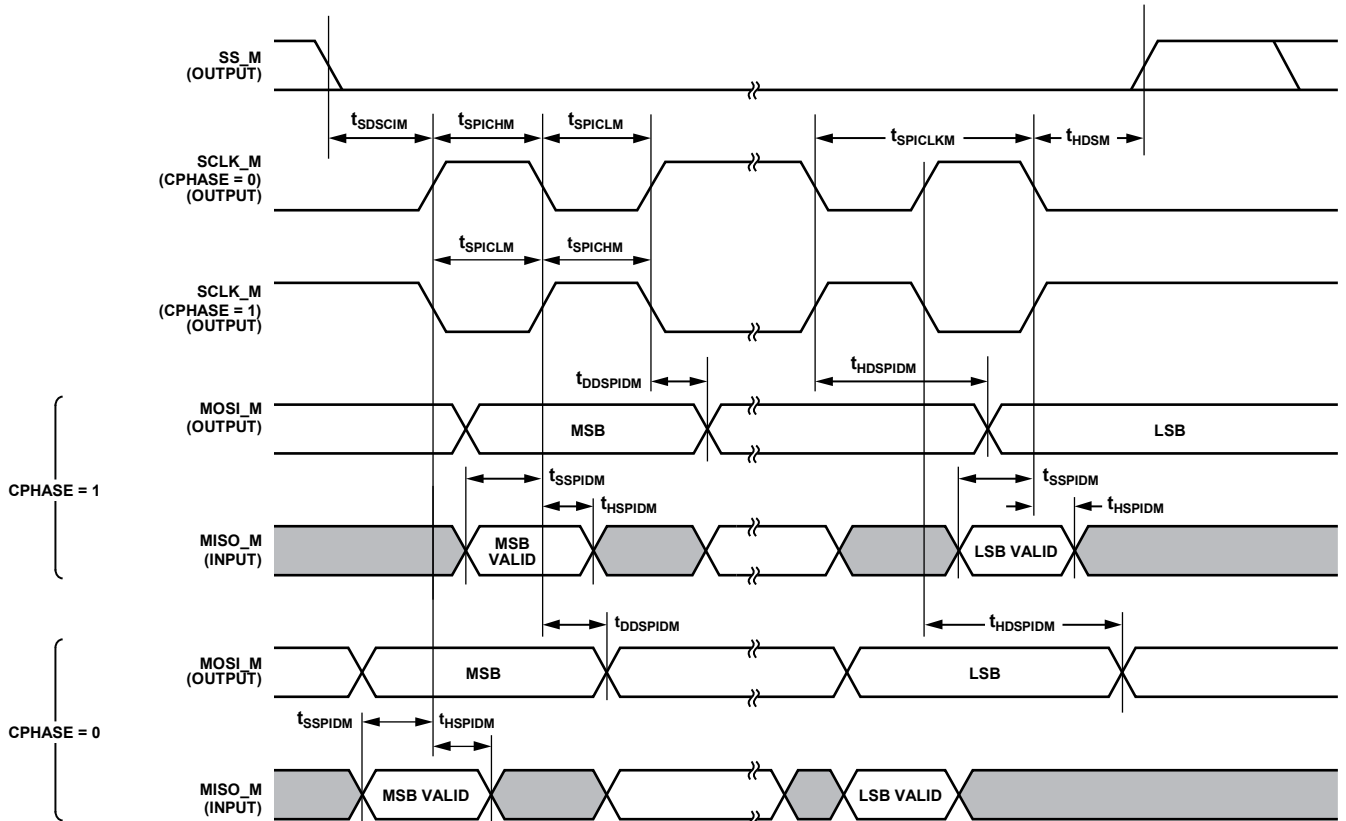 SS_M
(OUTPUT)
tSDSCIM tSPICHM tSPICLM tSPICLKM tHDSM
SCLK_M
(CPHASE = 0)
(OUTPUT)
tSPICLM tSPICHM
SCLK_M
(CPHASE = 1)
(OUTPUT)
tDDSPIDM tHDSPIDM
MOSI_M
(OUTPUT)
MSB LSB
CPHASE = 1
tSSPIDM tSSPIDM
tHSPIDM tHSPIDM
MISO_M
(INPUT)
MSB
VALID
LSB VALID
tDDSPIDM tHDSPIDM
MOSI_M
(OUTPUT)
MSB LSB
CPHASE = 0
tSSPIDM tHSPIDM
MISO_M
(INPUT)
MSB VALID LSB VALID